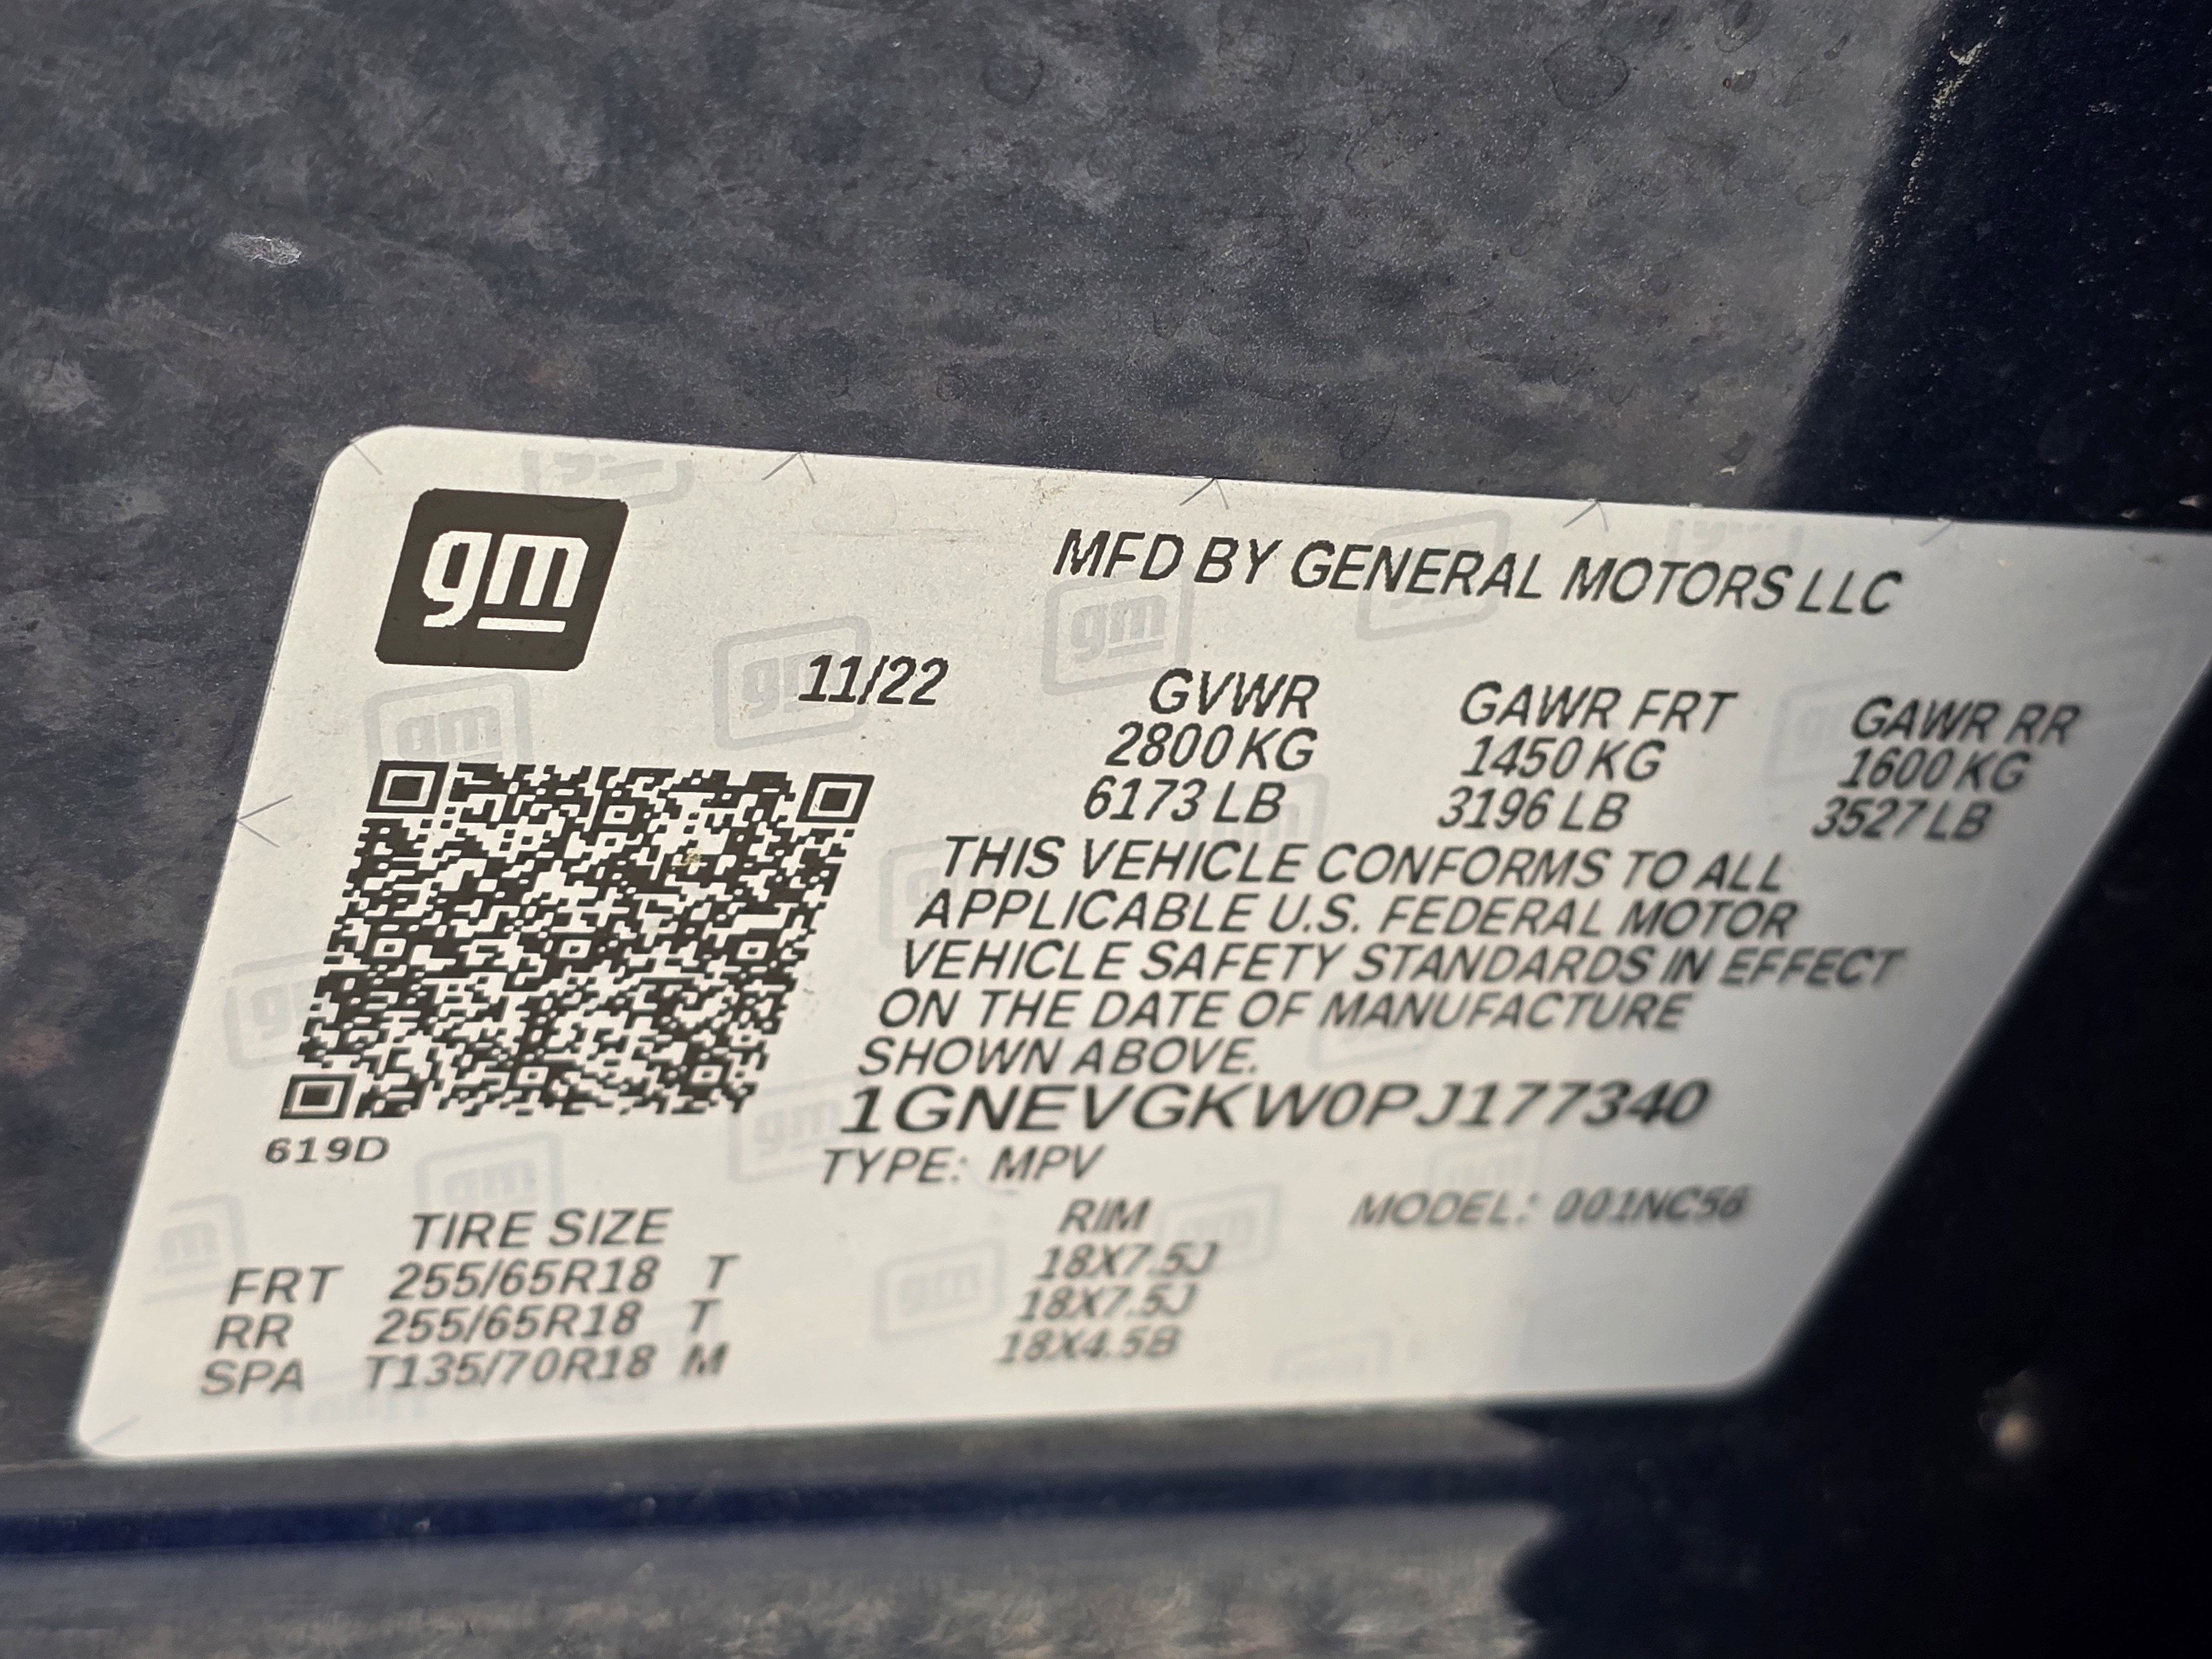 gm
MFD BY GENERAL MOTORS LLC
11/22
GVWR GAWR FRT GAWR RR
2800 KG 1450 KG 1600 KG
6173 LB 3196 LB 3527 LB
THIS VEHICLE CONFORMS TO ALL
APPLICABLE U.S. FEDERAL MOTOR
VEHICLE SAFETY STANDARDS IN EFFECT
ON THE DATE OF MANUFACTURE
SHOWN ABOVE.
1GNEVGKW0PJ177340
619D
TYPE: MPV
MODEL: 001NC56
TIRE SIZE RIM
FRT 255/65R18 T 18X7.5J
RR 255/65R18 T 18X7.5J
SPA T135/70R18 M 18X4.5B